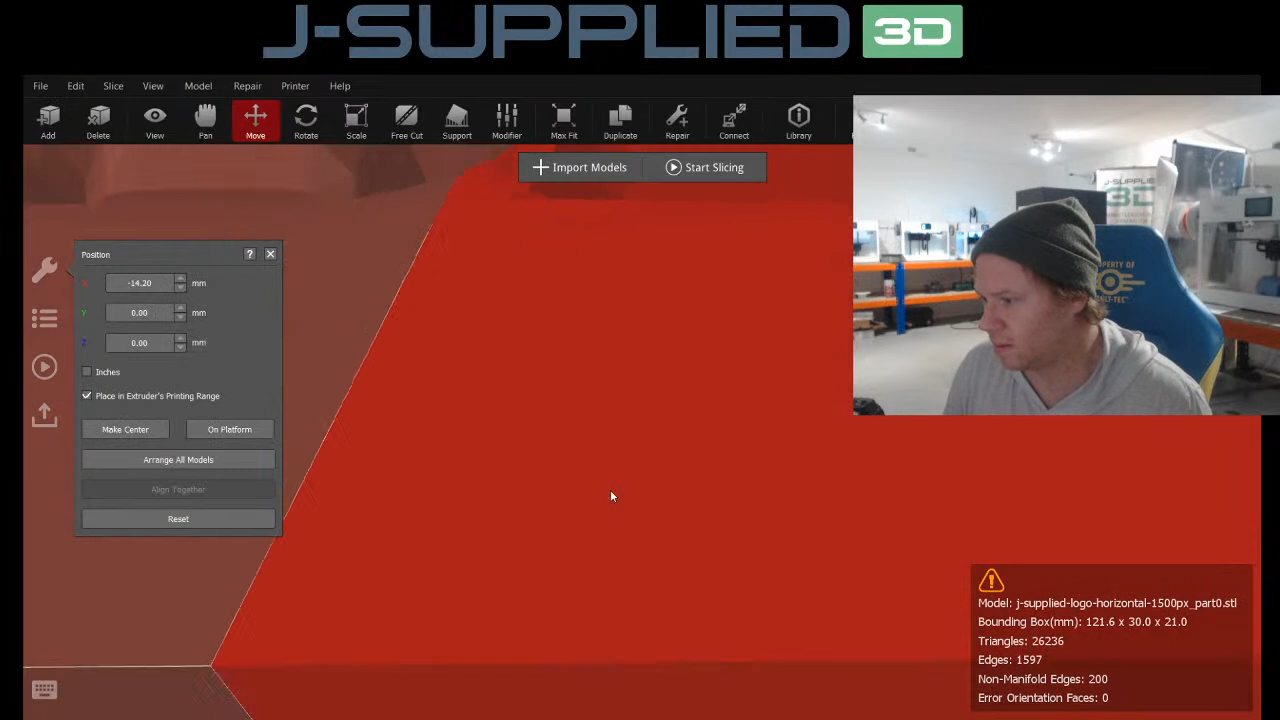 J-SUPPLIED 3D
File Edit Slice View Model Repair Printer Help
Add Delete View Pan Move Rotate Scale Free Cut Support Modifier Max Fit Duplicate Repair Connect Library
Import Models Start Slicing
J-SUPPLIED
3D
PROPERTY OF
Position ?
X -14.20 mm
Y 0.00 mm
Z 0.00 mm
Inches
Place in Extruder's Printing Range
Make Center On Platform
Arrange All Models
Align Together
Reset
Model: j-supplied-logo-horizontal-1500px_part0.stl
Bounding Box(mm): 121.6 x 30.0 x 21.0
Triangles: 26236
Edges: 1597
Non-Manifold Edges: 200
Error Orientation Faces: 0